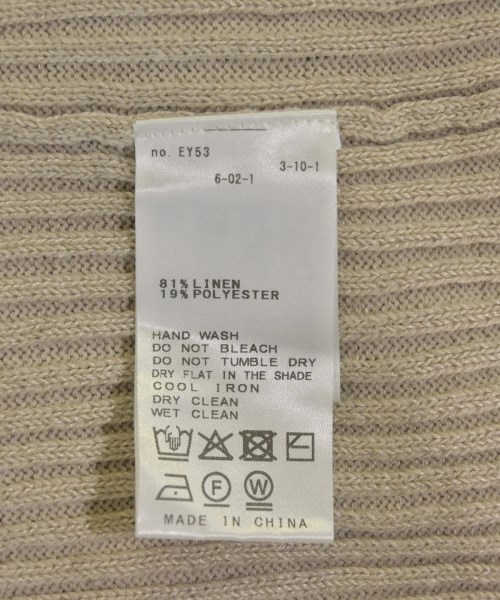 no. EY53
3-10-1
6-02-1
81% LINEN
19% POLYESTER
HAND WASH
DO NOT BLEACH
DO NOT TUMBLE DRY
DRY FLAT IN THE SHADE
COOL IRON
DRY CLEAN
WET CLEAN
F W
MADE IN CHINA